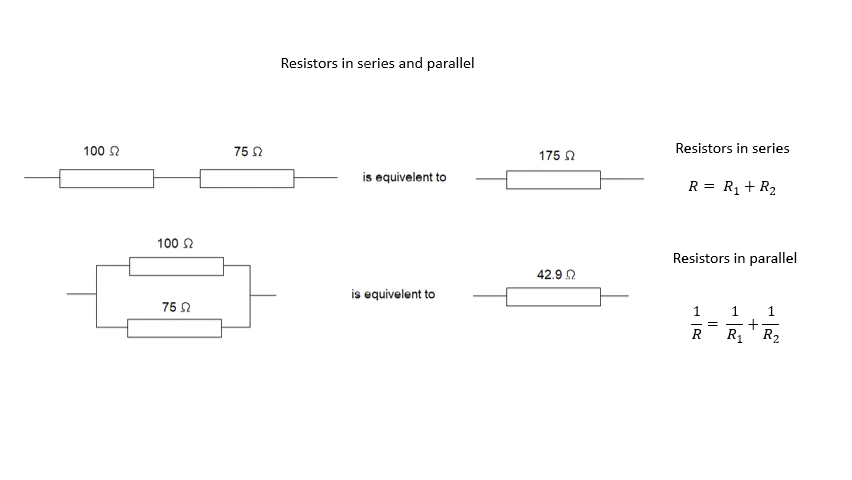 Resistors in series and parallel
100 Ω
75 Ω
is equivelent to
175 Ω
Resistors in series
R = R₁ + R₂
100 Ω
75 Ω
is equivelent to
42.9 Ω
Resistors in parallel
1/R = 1/R₁ + 1/R₂